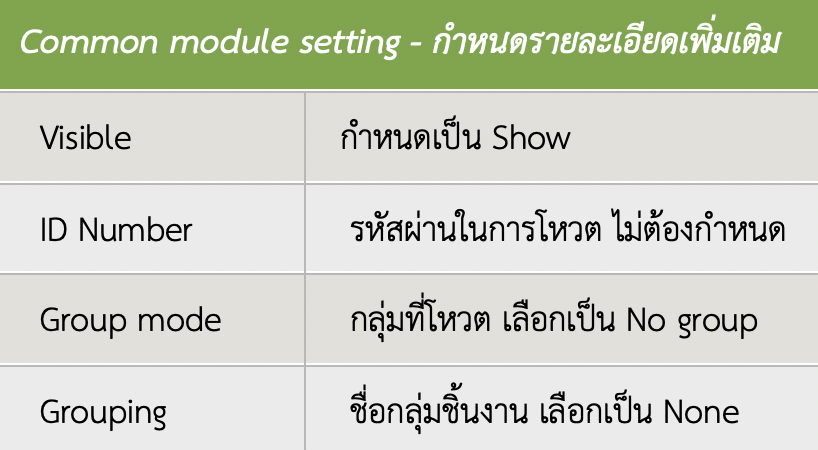 Common module setting - กำหนดรายละเอียดเพิ่มเติม
Visible กำหนดเป็น Show
ID Number รหัสผ่านในการโหวต ไม่ต้องกำหนด
Group mode กลุ่มที่โหวต เลือกเป็น No group
Grouping ชื่อกลุ่มชิ้นงาน เลือกเป็น None